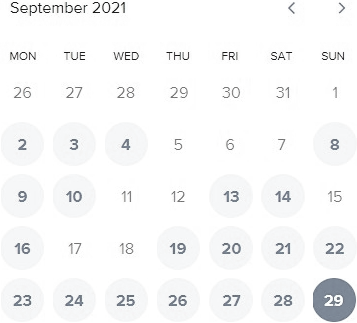 September 2021
MON TUE WED THU FRI SAT SUN
26 27 28 29 30 31 1
2 3 4 5 6 7 8
9 10 11 12 13 14 15
16 17 18 19 20 21 22
23 24 25 26 27 28 29